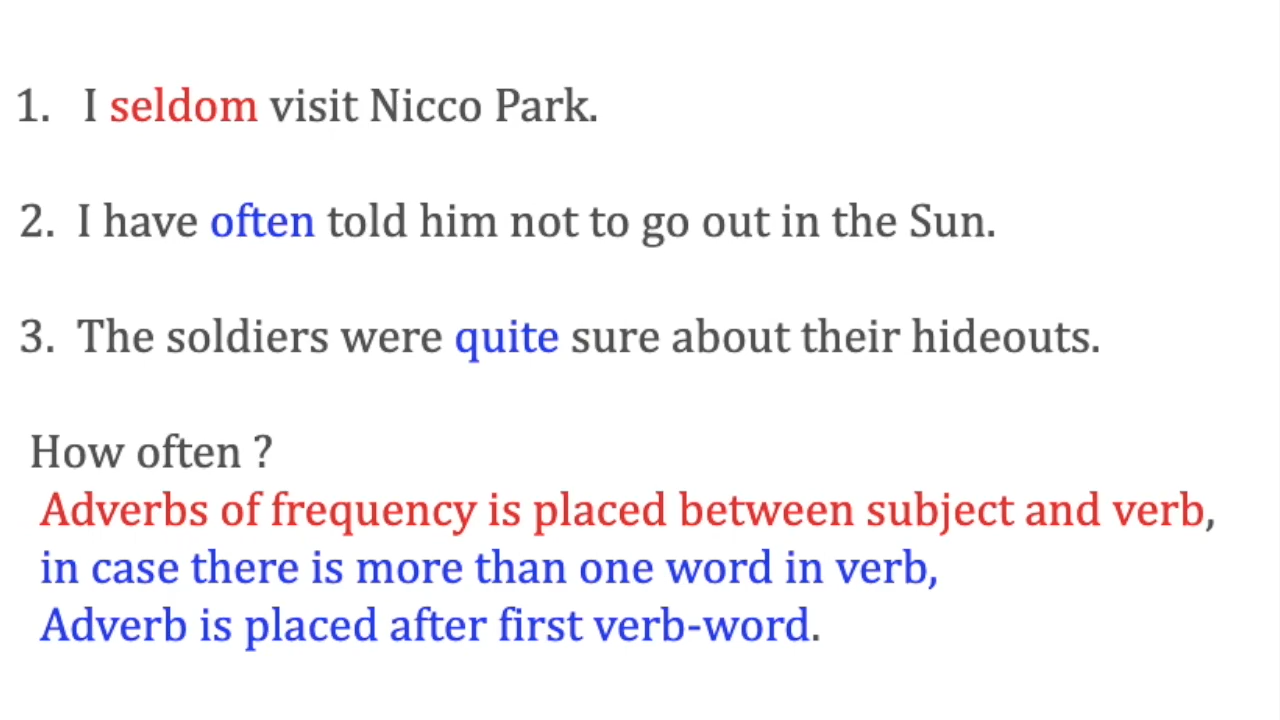 1. I seldom visit Nicco Park.
2. I have often told him not to go out in the Sun.
3. The soldiers were quite sure about their hideouts.
How often ?
Adverbs of frequency is placed between subject and verb,
in case there is more than one word in verb,
Adverb is placed after first verb-word.